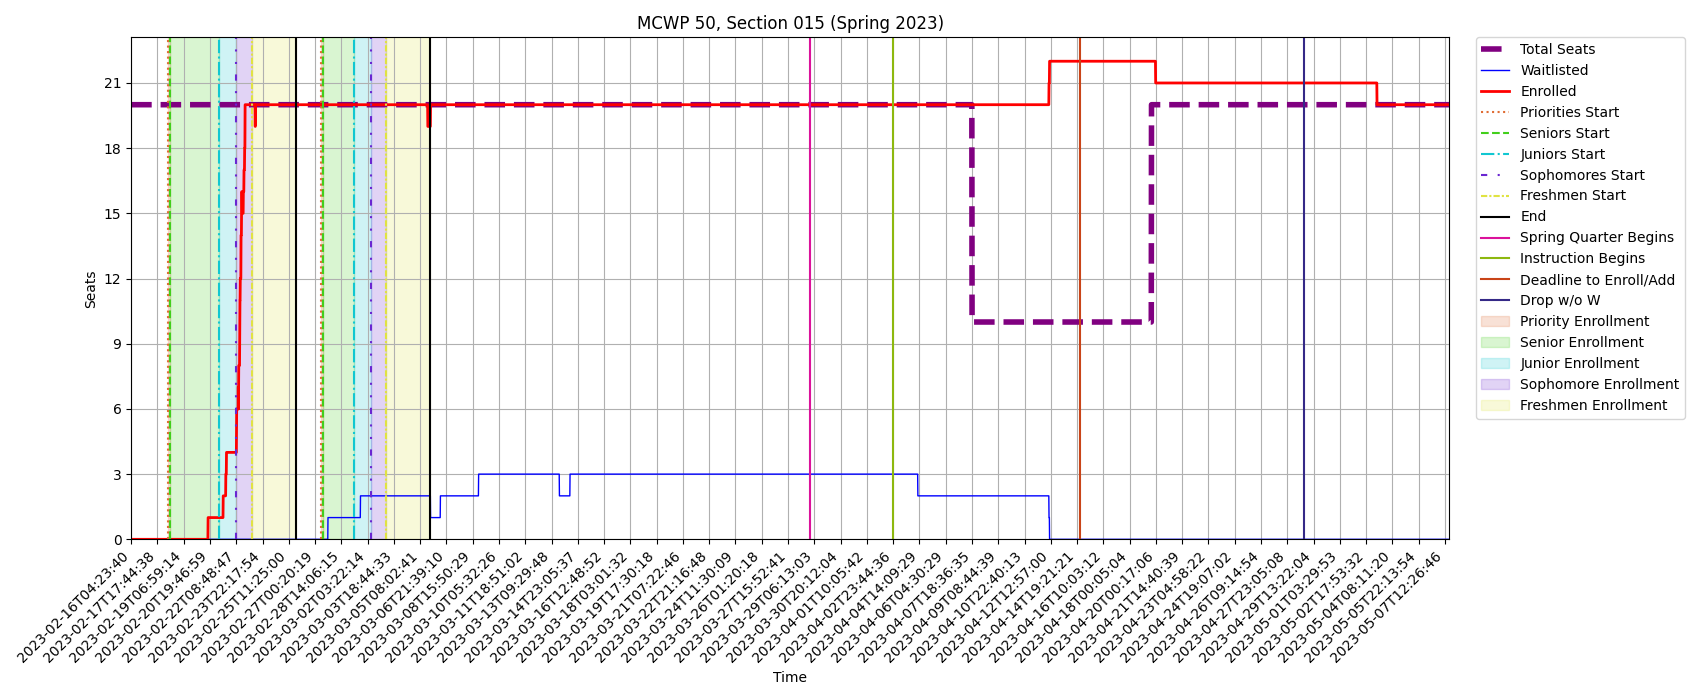 MCWP 50, Section 015 (Spring 2023)
Seats
21
18
15
12
9
6
3
0
2023-02-16T04:23:40
2023-02-17T17:44:38
2023-02-19T06:59:14
2023-02-20T19:46:59
2023-02-22T08:48:47
2023-02-23T22:17:54
2023-02-25T11:25:00
2023-02-27T00:20:19
2023-02-28T14:06:15
2023-03-02T03:22:14
2023-03-03T18:44:33
2023-03-05T08:02:41
2023-03-06T21:39:10
2023-03-08T15:50:29
2023-03-10T05:32:26
2023-03-11T18:51:02
2023-03-13T09:29:48
2023-03-14T23:05:37
2023-03-16T12:48:52
2023-03-18T03:01:32
2023-03-19T17:30:18
2023-03-21T07:22:46
2023-03-22T21:16:48
2023-03-24T11:30:09
2023-03-26T01:20:18
2023-03-27T15:52:41
2023-03-29T06:13:03
2023-03-30T20:12:04
2023-04-01T10:05:42
2023-04-02T23:44:36
2023-04-04T14:09:29
2023-04-06T04:30:29
2023-04-07T18:36:35
2023-04-09T08:44:39
2023-04-10T22:40:13
2023-04-12T12:57:00
2023-04-14T19:21:21
2023-04-16T10:03:12
2023-04-18T00:05:04
2023-04-20T00:17:06
2023-04-21T14:40:39
2023-04-23T04:58:22
2023-04-24T19:07:02
2023-04-26T09:14:54
2023-04-27T23:05:08
2023-04-29T13:22:04
2023-05-01T03:29:53
2023-05-02T17:53:32
2023-05-04T08:11:20
2023-05-05T22:13:54
2023-05-07T12:26:46
Time
Total Seats
Waitlisted
Enrolled
Priorities Start
Seniors Start
Juniors Start
Sophomores Start
Freshmen Start
End
Spring Quarter Begins
Instruction Begins
Deadline to Enroll/Add
Drop w/o W
Priority Enrollment
Senior Enrollment
Junior Enrollment
Sophomore Enrollment
Freshmen Enrollment